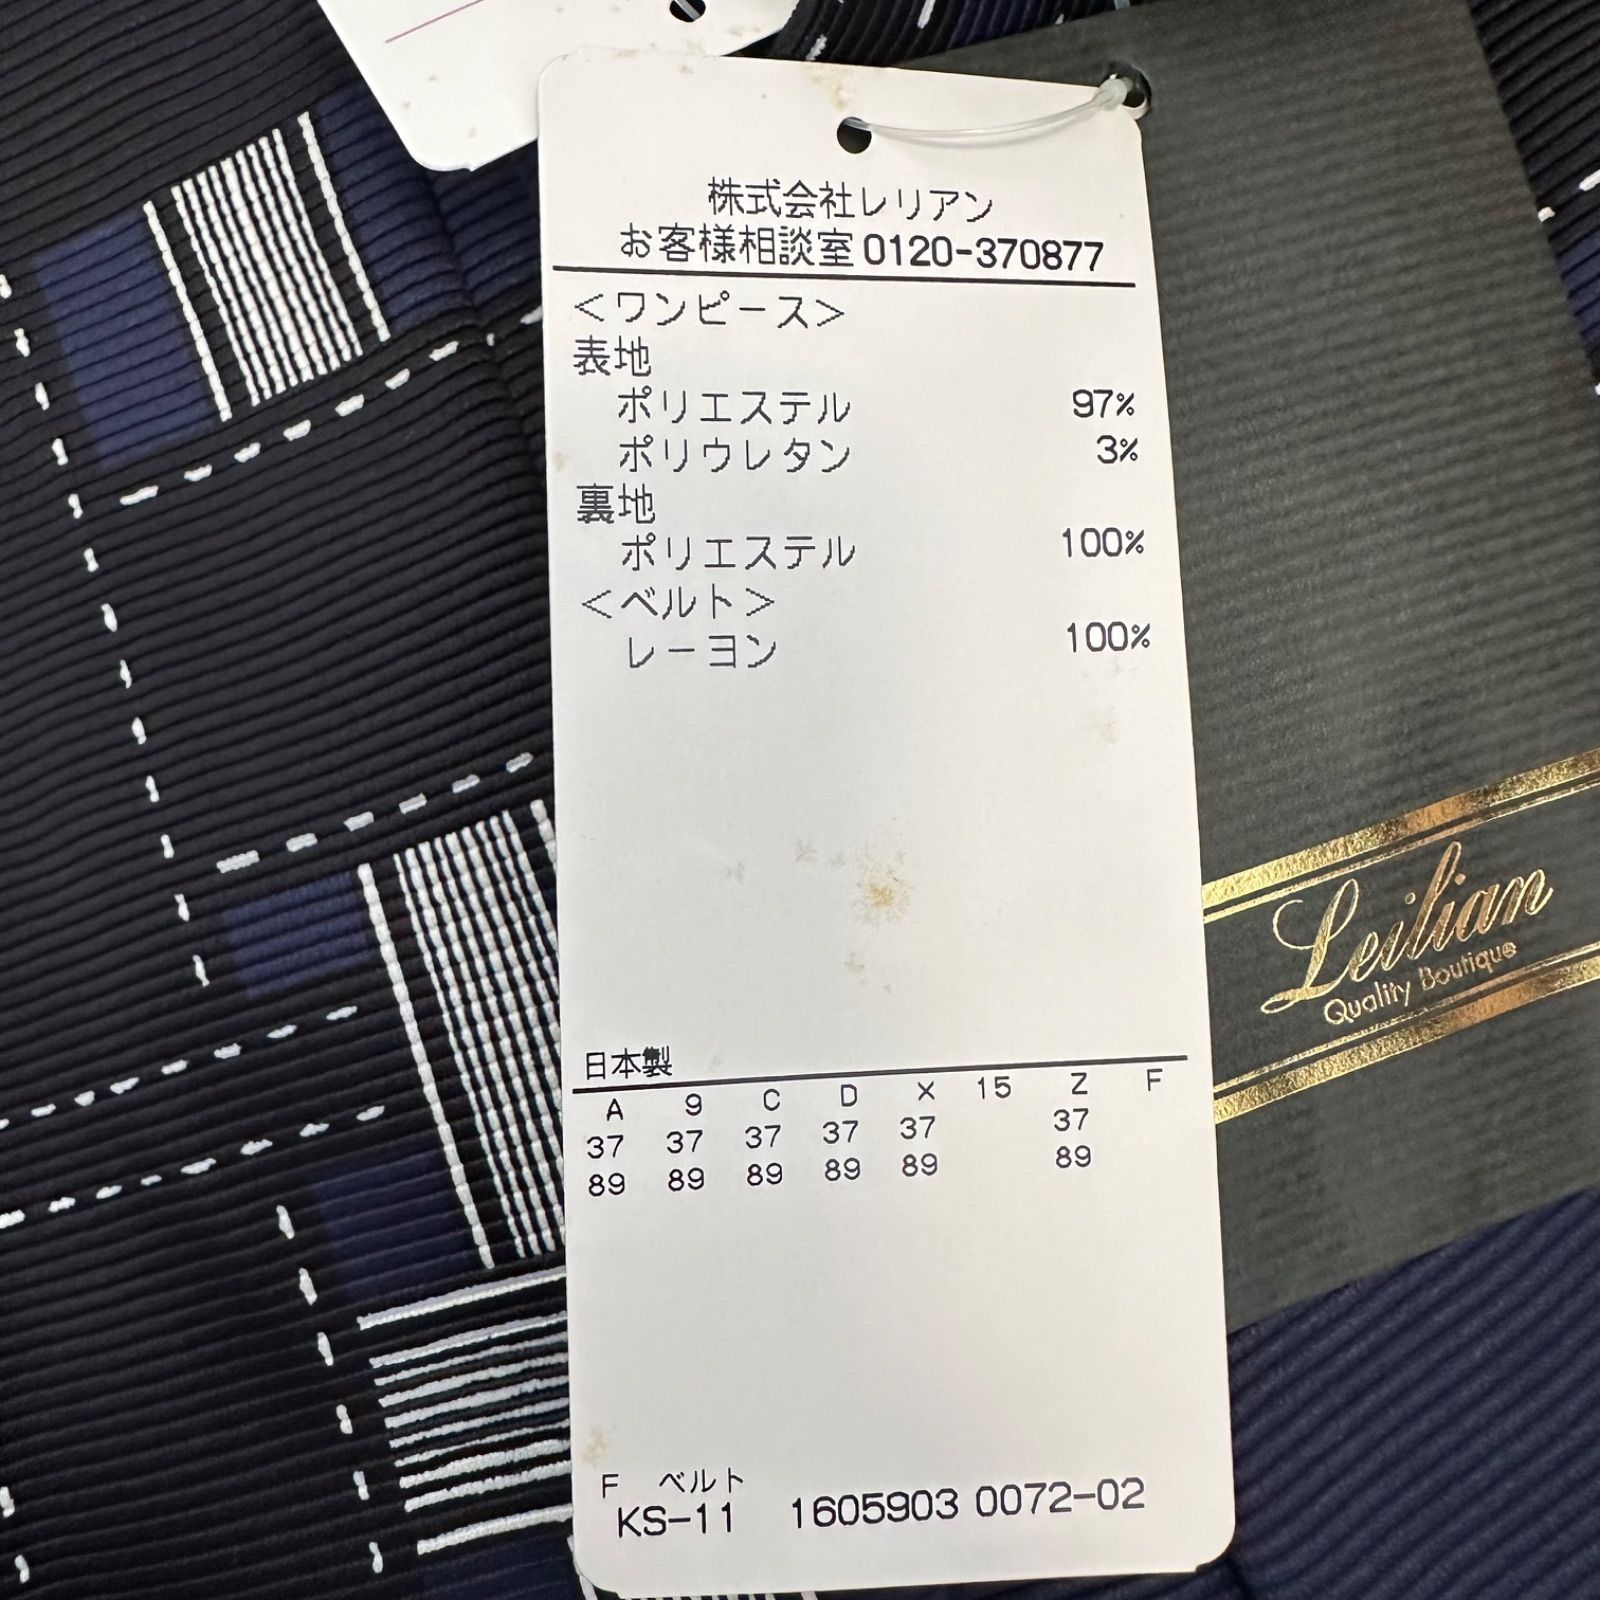 株式会社レリアン
お客様相談室 0120-370877
<ワンピース>
表地
ポリエステル 97%
ポリウレタン 3%
裏地
ポリエステル 100%
<ベルト>
レーヨン 100%
日本製
A 9 C D X 15 Z F
37 37 37 37 37 37
89 89 89 89 89 89
F ベルト
KS-11 1605903 0072-02
Leilian
Quality Boutique